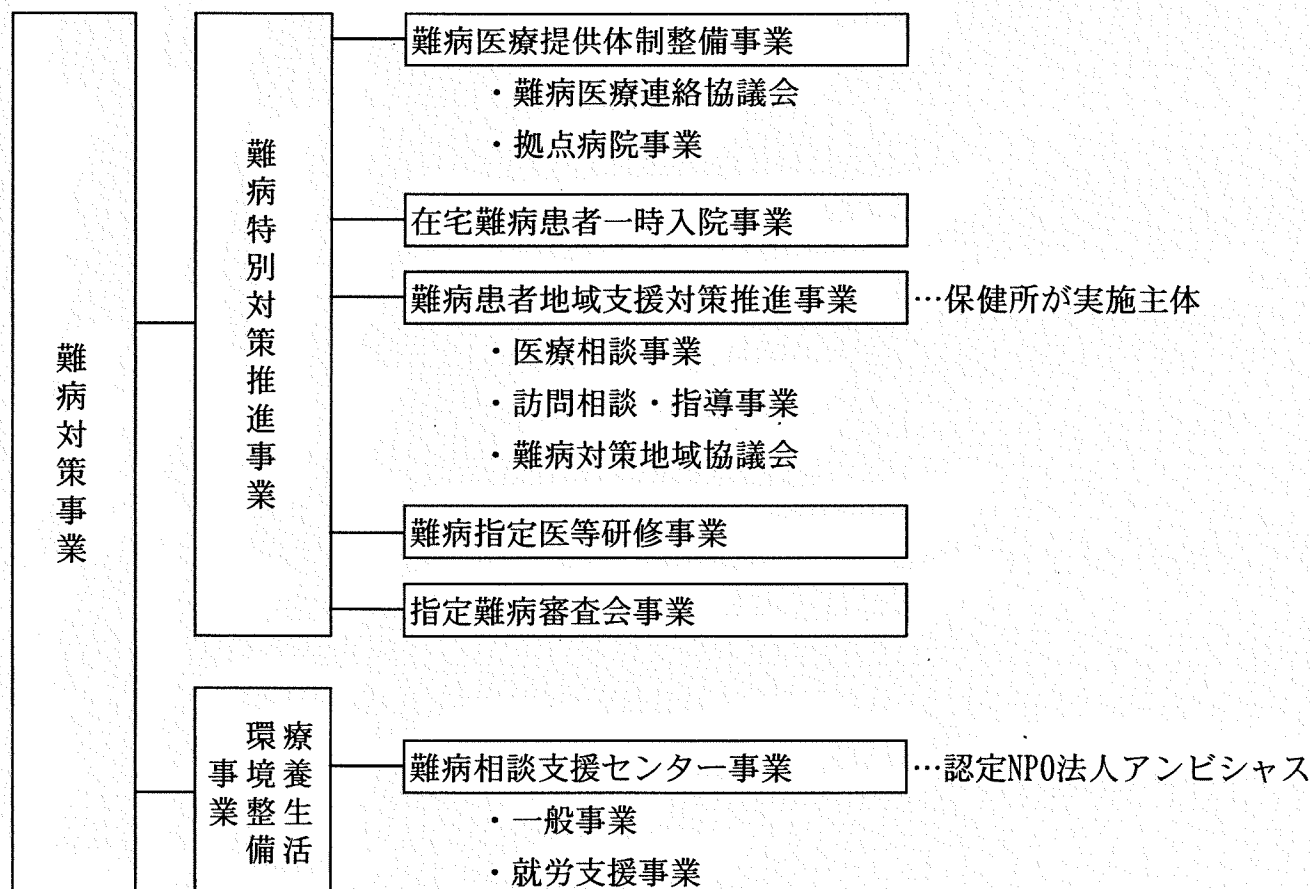 難病対策事業
難病特別対策推進事業
難病医療提供体制整備事業
・難病医療連絡協議会
・拠点病院事業
在宅難病患者一時入院事業
難病患者地域支援対策推進事業 …保健所が実施主体
・医療相談事業
・訪問相談・指導事業
・難病対策地域協議会
難病指定医等研修事業
指定難病審査会事業
療養生活
環境整備
事業
難病相談支援センター事業 …認定NPO法人アンビシャス
・一般事業
・就労支援事業